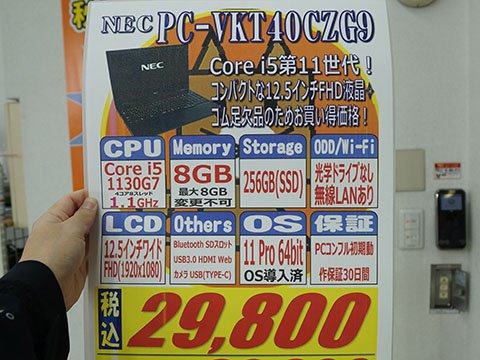 NEC PC-VKT40CZG9
NEC
Core i5第11世代！
コンパクトな12.5インチFHD液晶
ゴム足欠品のためお買い得価格！
CPU
Core i5
1130G7
4コア8スレッド
1.1GHz
Memory
8GB
最大8GB
変更不可
Storage
256GB(SSD)
ODD/Wi-Fi
光学ドライブなし
無線LANあり
LCD
12.5インチワイド
FHD(1920x1080)
Others
Bluetooth SDスロット
USB3.0 HDMI Web
カメラ USB(TYPE-C)
OS
11 Pro 64bit
OS導入済
保証
PCコンフル初期動
作保証30日間
税込
29,800